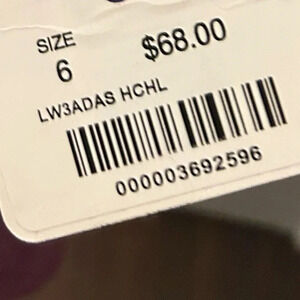 SIZE $68.00
6
LW3ADAS HCHL
000003692596